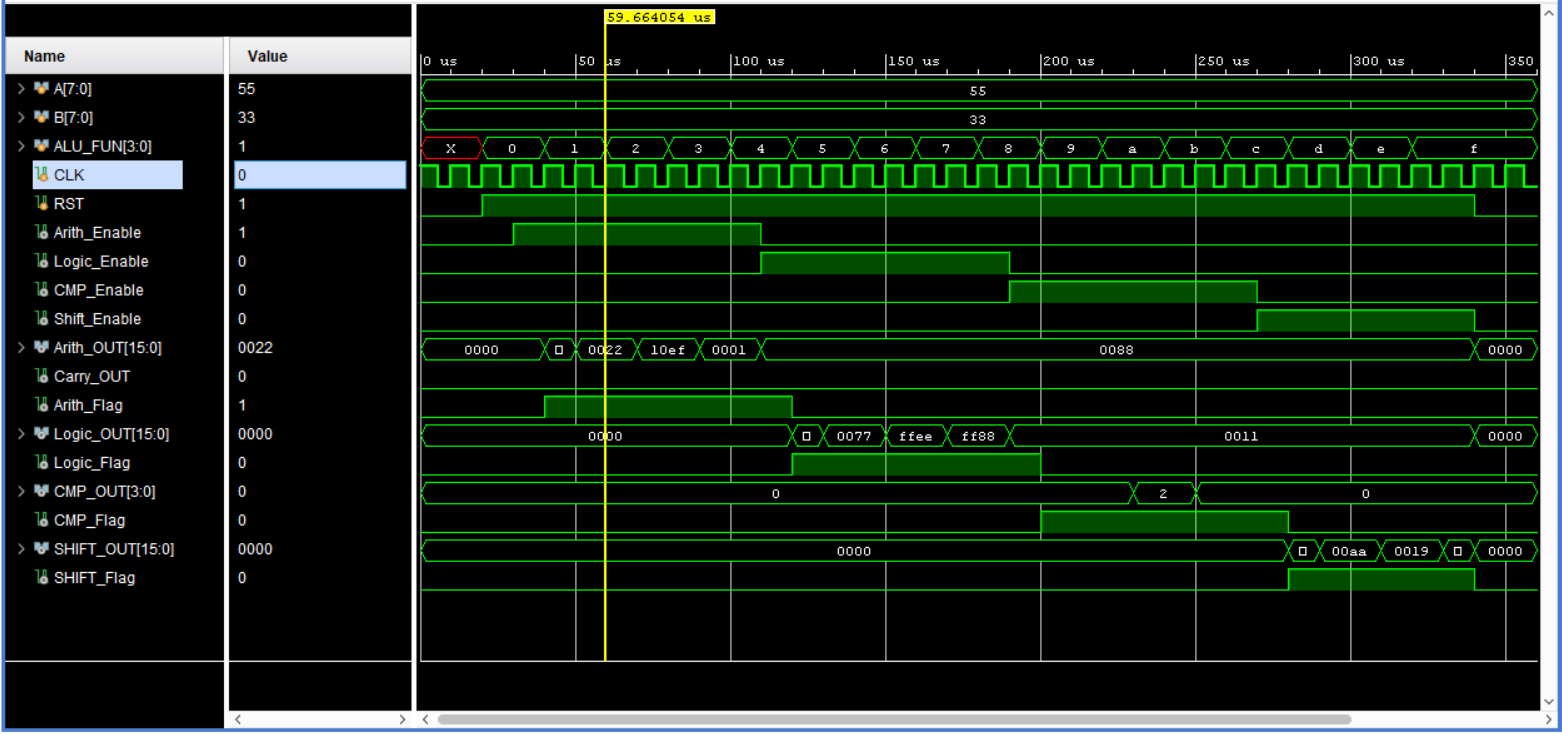 59.664054 us
Name Value
0 us 50 us 100 us 150 us 200 us 250 us 300 us 350
A[7:0] 55 55
B[7:0] 33 33
ALU_FUN[3:0] 1 X 0 1 2 3 4 5 6 7 8 9 a b c d e f
CLK 0
RST 1
Arith_Enable 1
Logic_Enable 0
CMP_Enable 0
Shift_Enable 0
Arith_OUT[15:0] 0022 0000 0022 10ef 0001 0088 0000
Carry_OUT 0
Arith_Flag 1
Logic_OUT[15:0] 0000 0000 0077 ffee ff88 0011 0000
Logic_Flag 0
CMP_OUT[3:0] 0 0 2 0
CMP_Flag 0
SHIFT_OUT[15:0] 0000 0000 00aa 0019 0000
SHIFT_Flag 0